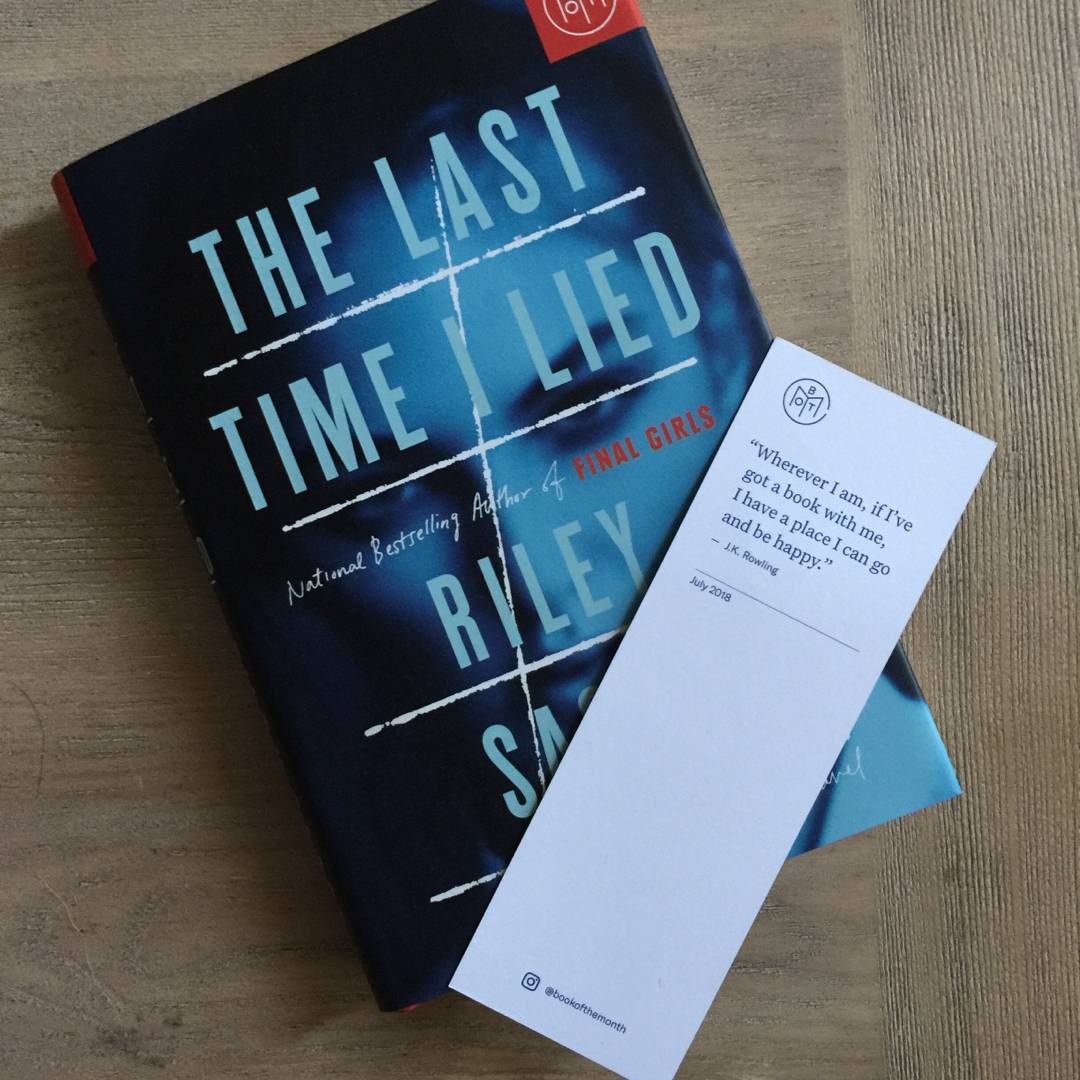 THE LAST
TIME I LIED
National Bestselling Author of FINAL GIRLS
RILEY
BOTM
“Wherever I am, if I’ve
got a book with me,
I have a place I can go
and be happy.”
– J.K. Rowling
July 2018
@bookofthemonth